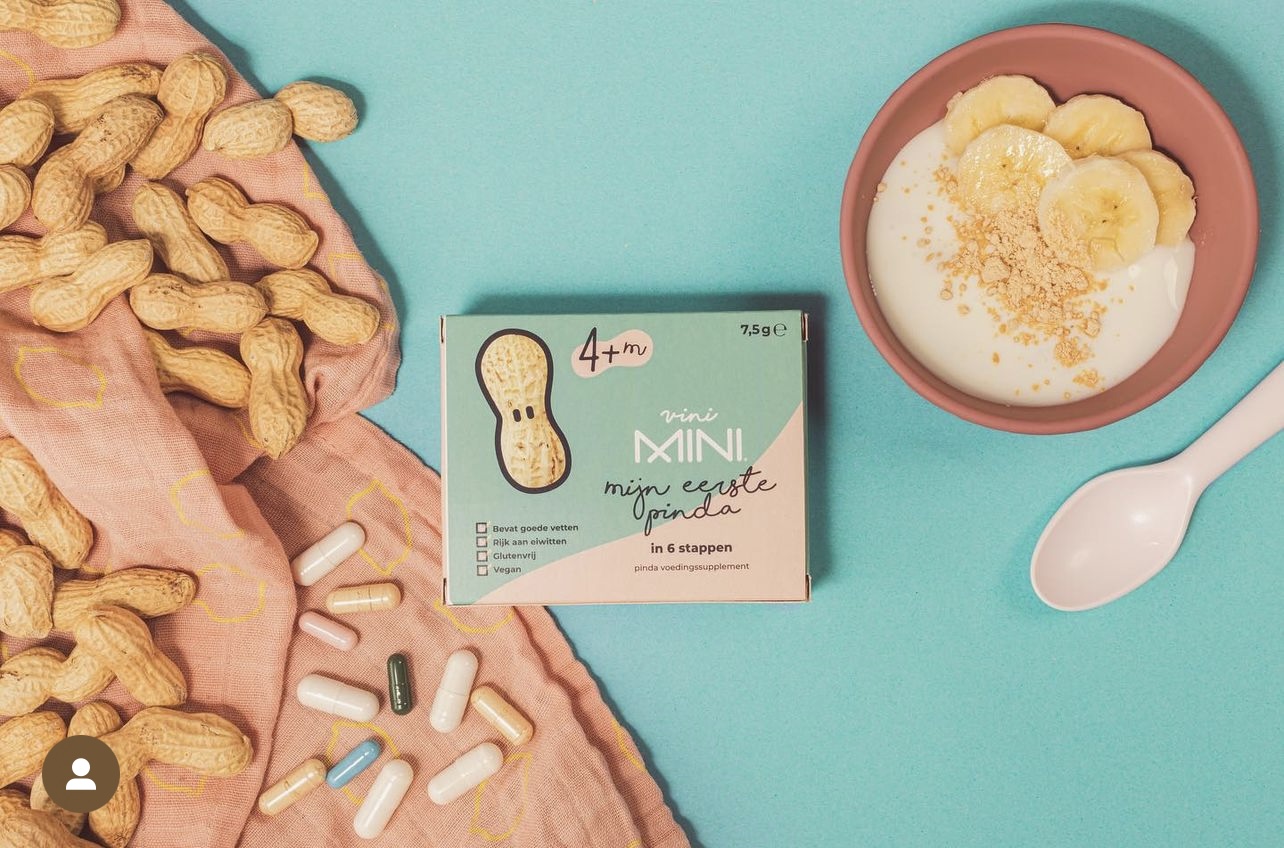 4+m
7,5g ℮
vini
MINI.
mijn eerste
pinda
in 6 stappen
pinda voedingssupplement
Bevat goede vetten
Rijk aan eiwitten
Glutenvrij
Vegan